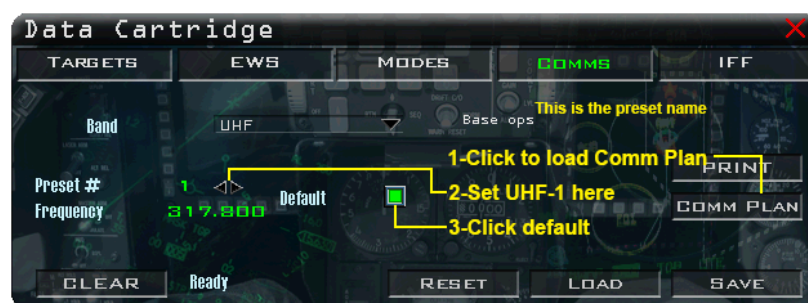 Data Cartridge
TARGETS EWS MODES COMMS IFF
This is the preset name
Band UHF Base ops
1-Click to load Comm Plan
PRINT
Preset # 1 Default 2-Set UHF-1 here
COMM PLAN
Frequency 317.800
3-Click default
CLEAR Ready RESET LOAD SAVE